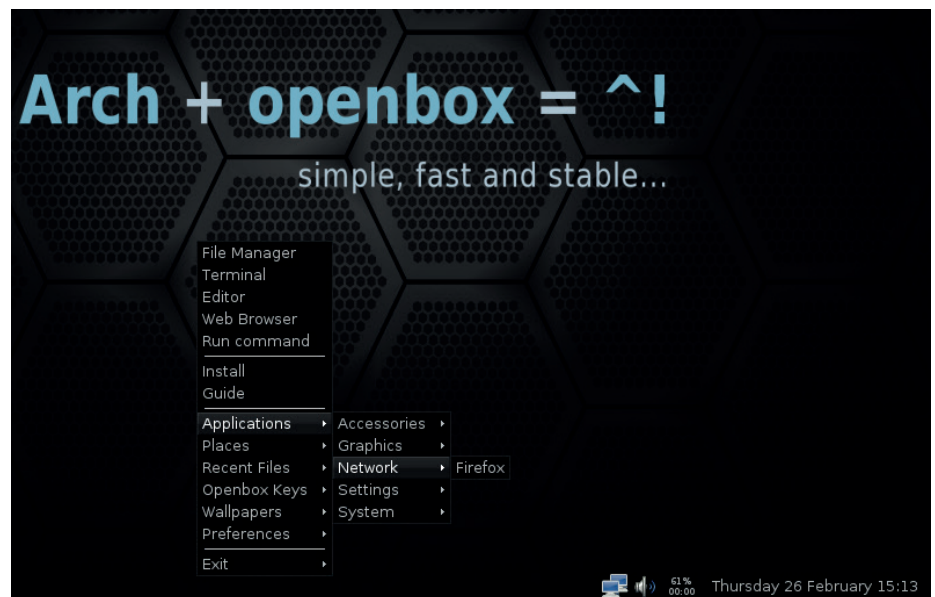 Arch + openbox = ^!
simple, fast and stable...
File Manager
Terminal
Editor
Web Browser
Run command
Install
Guide
Applications
Places
Recent Files
Openbox Keys
Wallpapers
Preferences
Exit
Accessories
Graphics
Network
Settings
System
Firefox
61%
00:00
Thursday 26 February 15:13